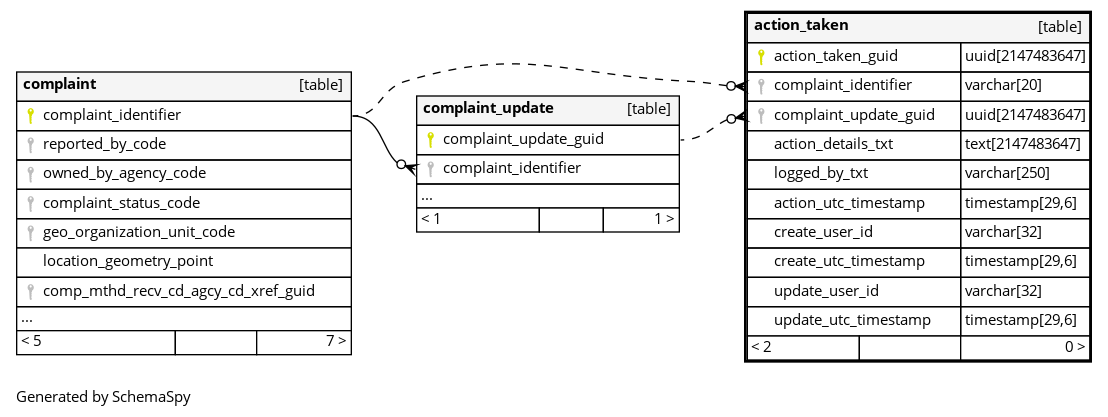 complaint [table]
complaint_identifier
reported_by_code
owned_by_agency_code
complaint_status_code
geo_organization_unit_code
location_geometry_point
comp_mthd_recv_cd_agcy_cd_xref_guid
...
< 5 7 >
complaint_update [table]
complaint_update_guid
complaint_identifier
...
< 1 1 >
action_taken [table]
action_taken_guid uuid[2147483647]
complaint_identifier varchar[20]
complaint_update_guid uuid[2147483647]
action_details_txt text[2147483647]
logged_by_txt varchar[250]
action_utc_timestamp timestamp[29,6]
create_user_id varchar[32]
create_utc_timestamp timestamp[29,6]
update_user_id varchar[32]
update_utc_timestamp timestamp[29,6]
< 2 0 >
Generated by SchemaSpy